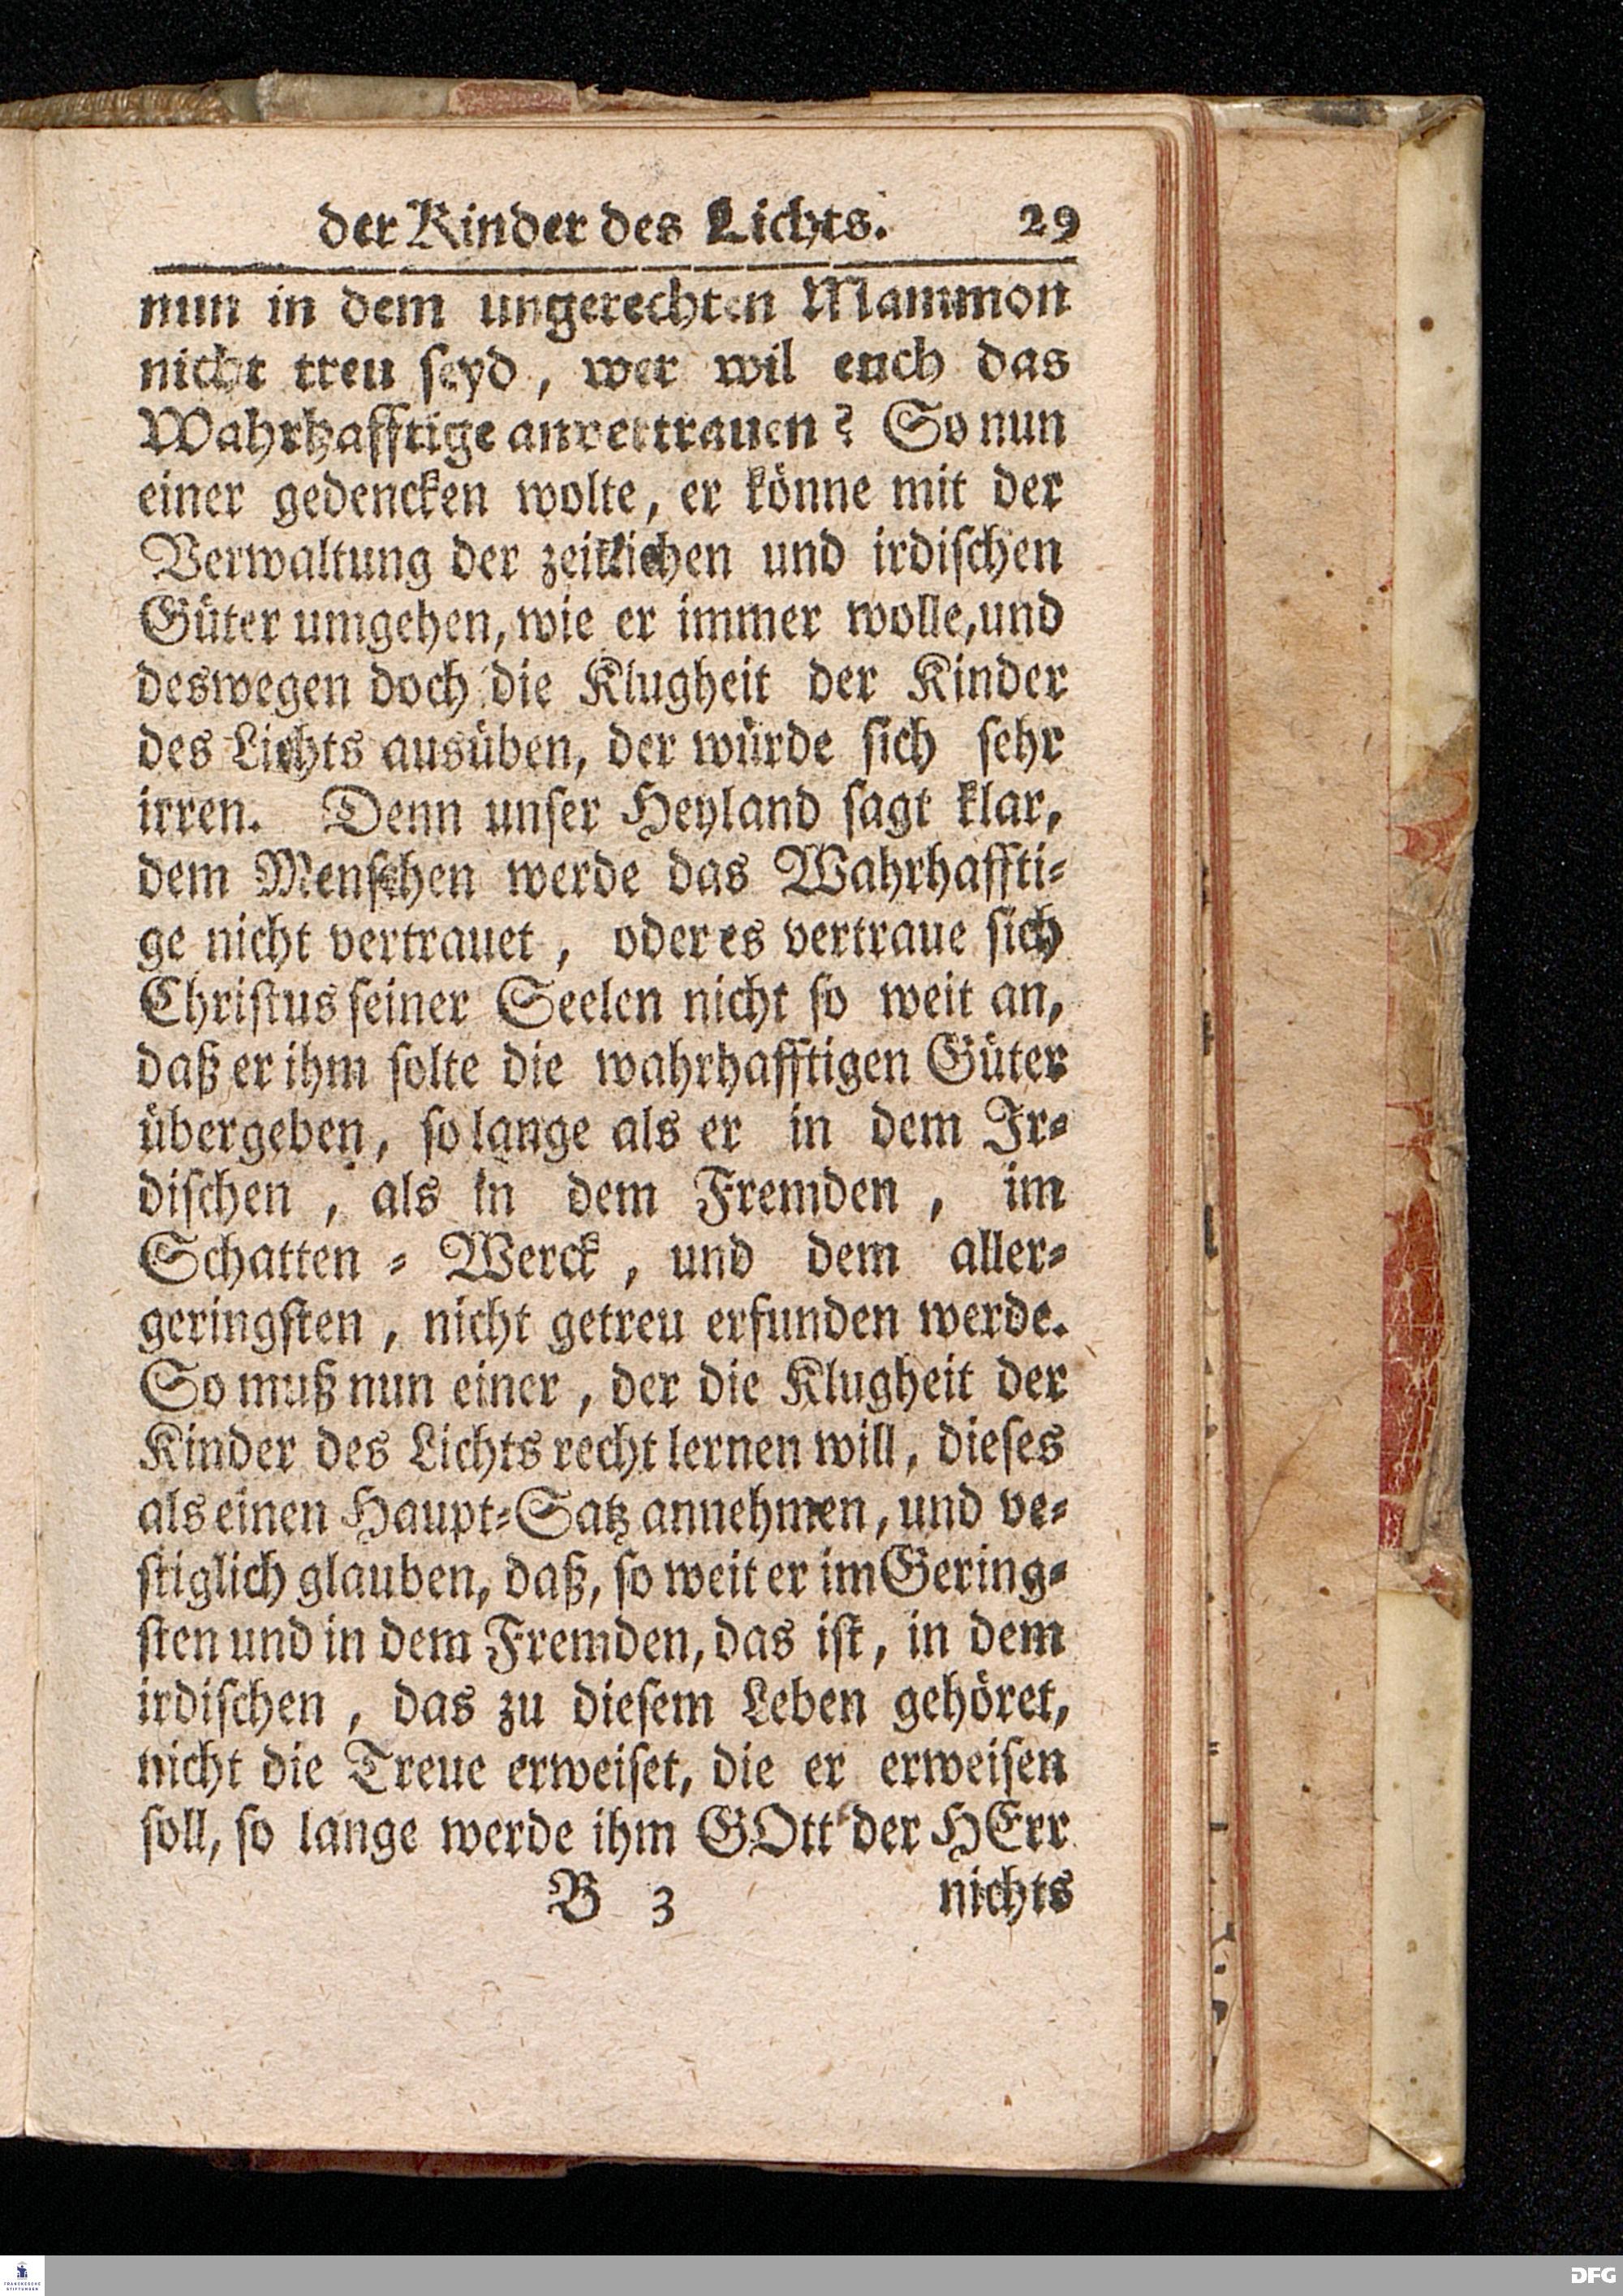 der Kinder des Lichts. 29
nun in dem ungerechten Mammon
nicht treu seyd, wer wil euch das
Wahrhafftige anvertrauen? So nun
einer gedencken wolte, er könne mit der
Verwaltung der zeitlichen und irdischen
Güter umgehen, wie er immer wolle, und
deswegen doch die Klugheit der Kinder
des Lichts ausüben, der würde sich sehr
irren. Denn unser Heyland sagt klar,
dem Menschen werde das Wahrhaffti-
ge nicht vertrauet, oder es vertraue sich
Christus seiner Seelen nicht so weit an,
daß er ihm solte die wahrhafftigen Güter
übergeben, so lange als er in dem Ir-
dischen, als in dem Fremden, im
Schatten-Werck, und dem aller-
geringsten, nicht getreu erfunden werde.
So muß nun einer, der die Klugheit der
Kinder des Lichts recht lernen will, dieses
als einen Haupt-Satz annehmen, und ve-
stiglich glauben, daß, so weit er im Gering-
sten und in dem Fremden, das ist, in dem
irdischen, das zu diesem Leben gehöret,
nicht die Treue erweiset, die er erweisen
soll, so lange werde ihm GOtt der HErr
B 3 nichts
FRANCKESCHE
STIFTUNGEN
DFG